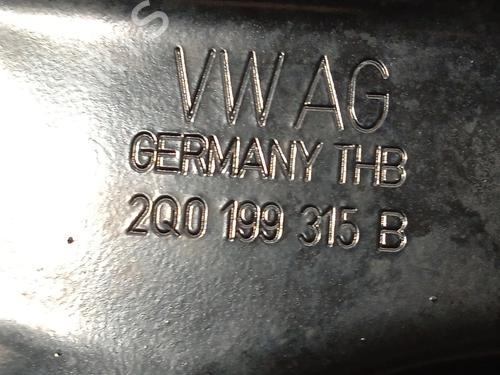 VW AG
GERMANY THB
2Q0 199 315 B